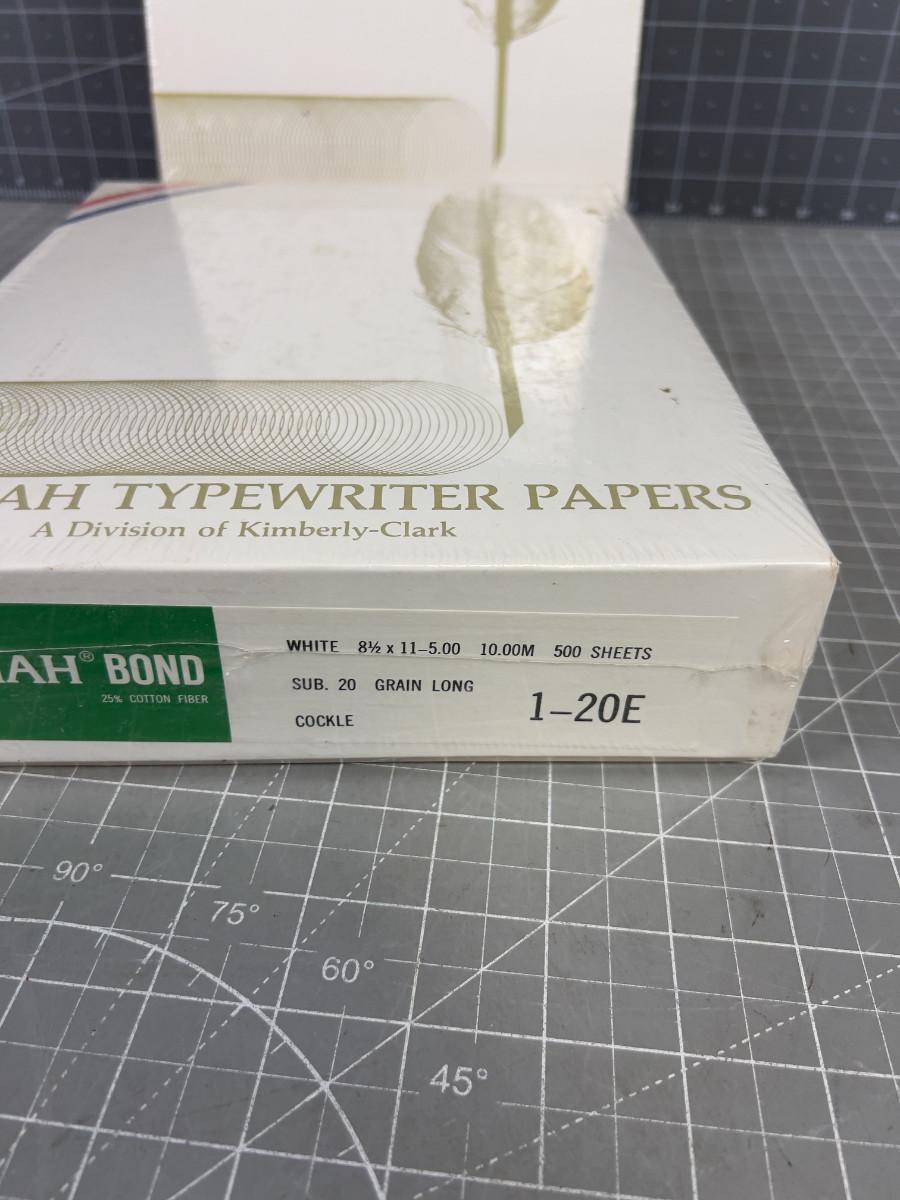 AH TYPEWRITER PAPERS
A Division of Kimberly-Clark
AH® BOND
25% COTTON FIBER
WHITE 8½ x 11–5.00 10.00M 500 SHEETS
SUB. 20 GRAIN LONG
COCKLE
1–20E
90°
75°
60°
45°